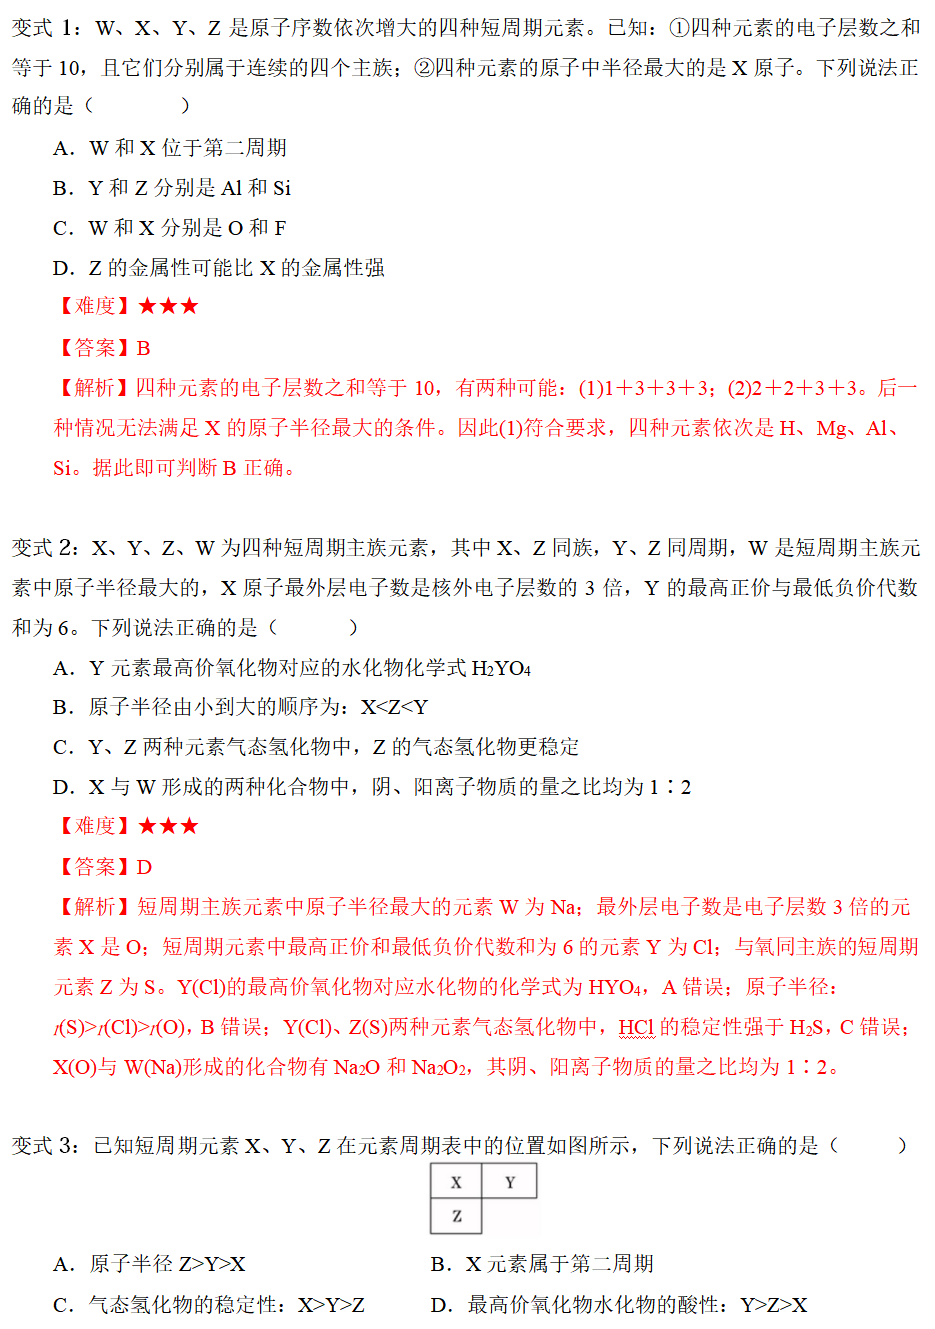 变式 1：W、X、Y、Z 是原子序数依次增大的四种短周期元素。已知：①四种元素的电子层数之和
等于 10，且它们分别属于连续的四个主族；②四种元素的原子中半径最大的是 X 原子。下列说法正
确的是（　　　　）
A．W 和 X 位于第二周期
B．Y 和 Z 分别是 Al 和 Si
C．W 和 X 分别是 O 和 F
D．Z 的金属性可能比 X 的金属性强
【难度】★★★
【答案】B
【解析】四种元素的电子层数之和等于 10，有两种可能：(1)1＋3＋3＋3；(2)2＋2＋3＋3。后一
种情况无法满足 X 的原子半径最大的条件。因此(1)符合要求，四种元素依次是 H、Mg、Al、
Si。据此即可判断 B 正确。
变式 2：X、Y、Z、W 为四种短周期主族元素，其中 X、Z 同族，Y、Z 同周期，W 是短周期主族元
素中原子半径最大的，X 原子最外层电子数是核外电子层数的 3 倍，Y 的最高正价与最低负价代数
和为 6。下列说法正确的是（　　　）
A．Y 元素最高价氧化物对应的水化物化学式 H₂YO₄
B．原子半径由小到大的顺序为：X<Z<Y
C．Y、Z 两种元素气态氢化物中，Z 的气态氢化物更稳定
D．X 与 W 形成的两种化合物中，阴、阳离子物质的量之比均为 1∶2
【难度】★★★
【答案】D
【解析】短周期主族元素中原子半径最大的元素 W 为 Na；最外层电子数是电子层数 3 倍的元
素 X 是 O；短周期元素中最高正价和最低负价代数和为 6 的元素 Y 为 Cl；与氧同主族的短周期
元素 Z 为 S。Y(Cl)的最高价氧化物对应水化物的化学式为 HYO₄，A 错误；原子半径：
r(S)>r(Cl)>r(O)，B 错误；Y(Cl)、Z(S)两种元素气态氢化物中，HCl 的稳定性强于 H₂S，C 错误；
X(O)与 W(Na)形成的化合物有 Na₂O 和 Na₂O₂，其阴、阳离子物质的量之比均为 1∶2。
变式 3：已知短周期元素 X、Y、Z 在元素周期表中的位置如图所示，下列说法正确的是（　　　）
X Y
Z
A．原子半径 Z>Y>X　　B．X 元素属于第二周期
C．气态氢化物的稳定性：X>Y>Z　　D．最高价氧化物水化物的酸性：Y>Z>X